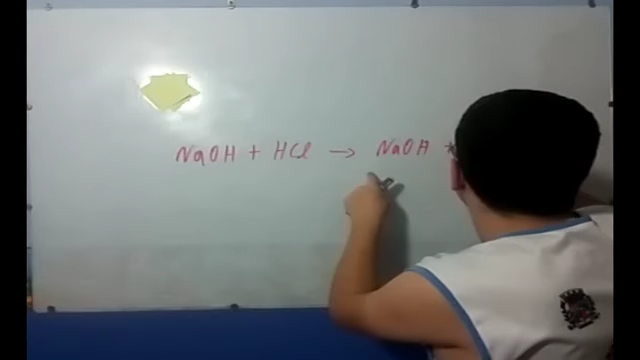 NaOH + HCl → NaOH +